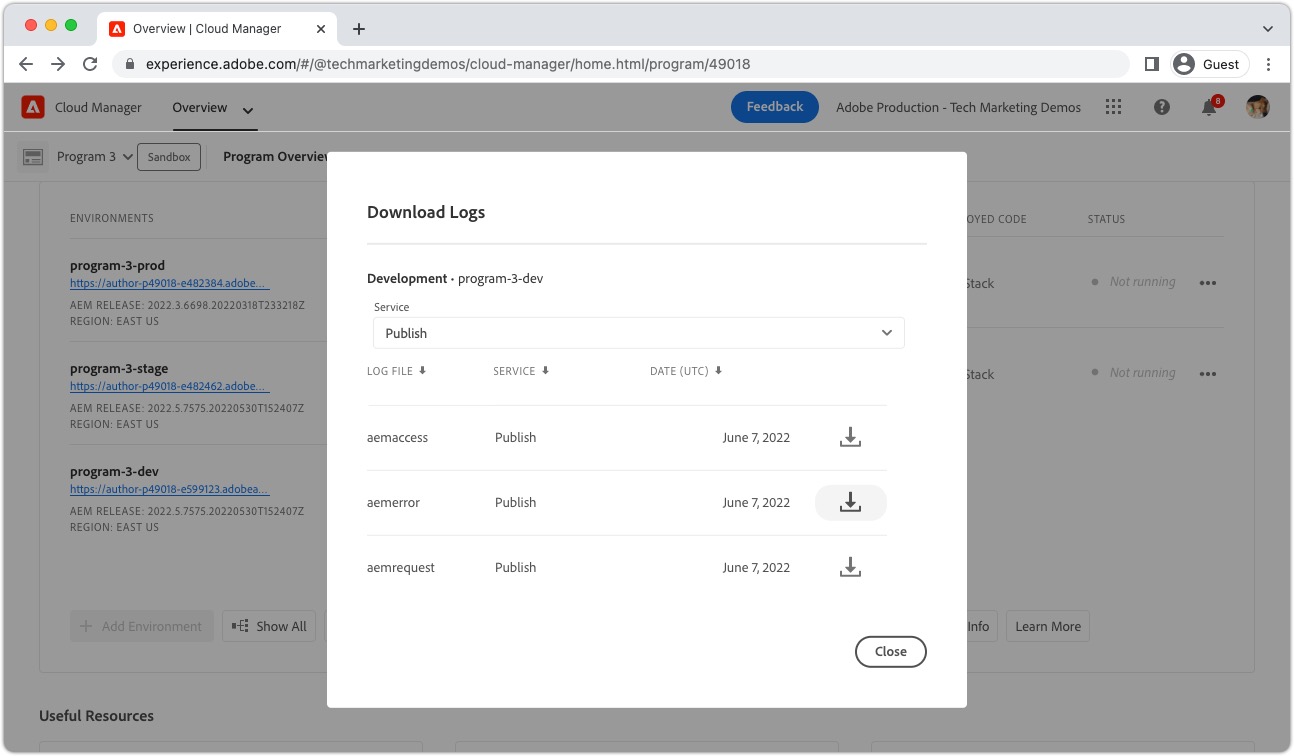 Overview | Cloud Manager
experience.adobe.com/#/@techmarketingdemos/cloud-manager/home.html/program/49018
Guest
Cloud Manager
Overview
Feedback
Adobe Production - Tech Marketing Demos
8
Program 3
Sandbox
Program Overview
ENVIRONMENTS
OYED CODE
STATUS
program-3-prod
https://author-p49018-e482384.adobe...
AEM RELEASE: 2022.3.6698.20220318T233218Z
REGION: EAST US
Stack
Not running
program-3-stage
https://author-p49018-e482462.adobe...
AEM RELEASE: 2022.5.7575.20220530T152407Z
REGION: EAST US
Stack
Not running
program-3-dev
https://author-p49018-e599123.adobea...
AEM RELEASE: 2022.5.7575.20220530T152407Z
REGION: EAST US
Add Environment
Show All
Info
Learn More
Useful Resources
Download Logs
Development · program-3-dev
Service
Publish
LOG FILE SERVICE DATE (UTC)
aemaccess Publish June 7, 2022
aemerror Publish June 7, 2022
aemrequest Publish June 7, 2022
Close